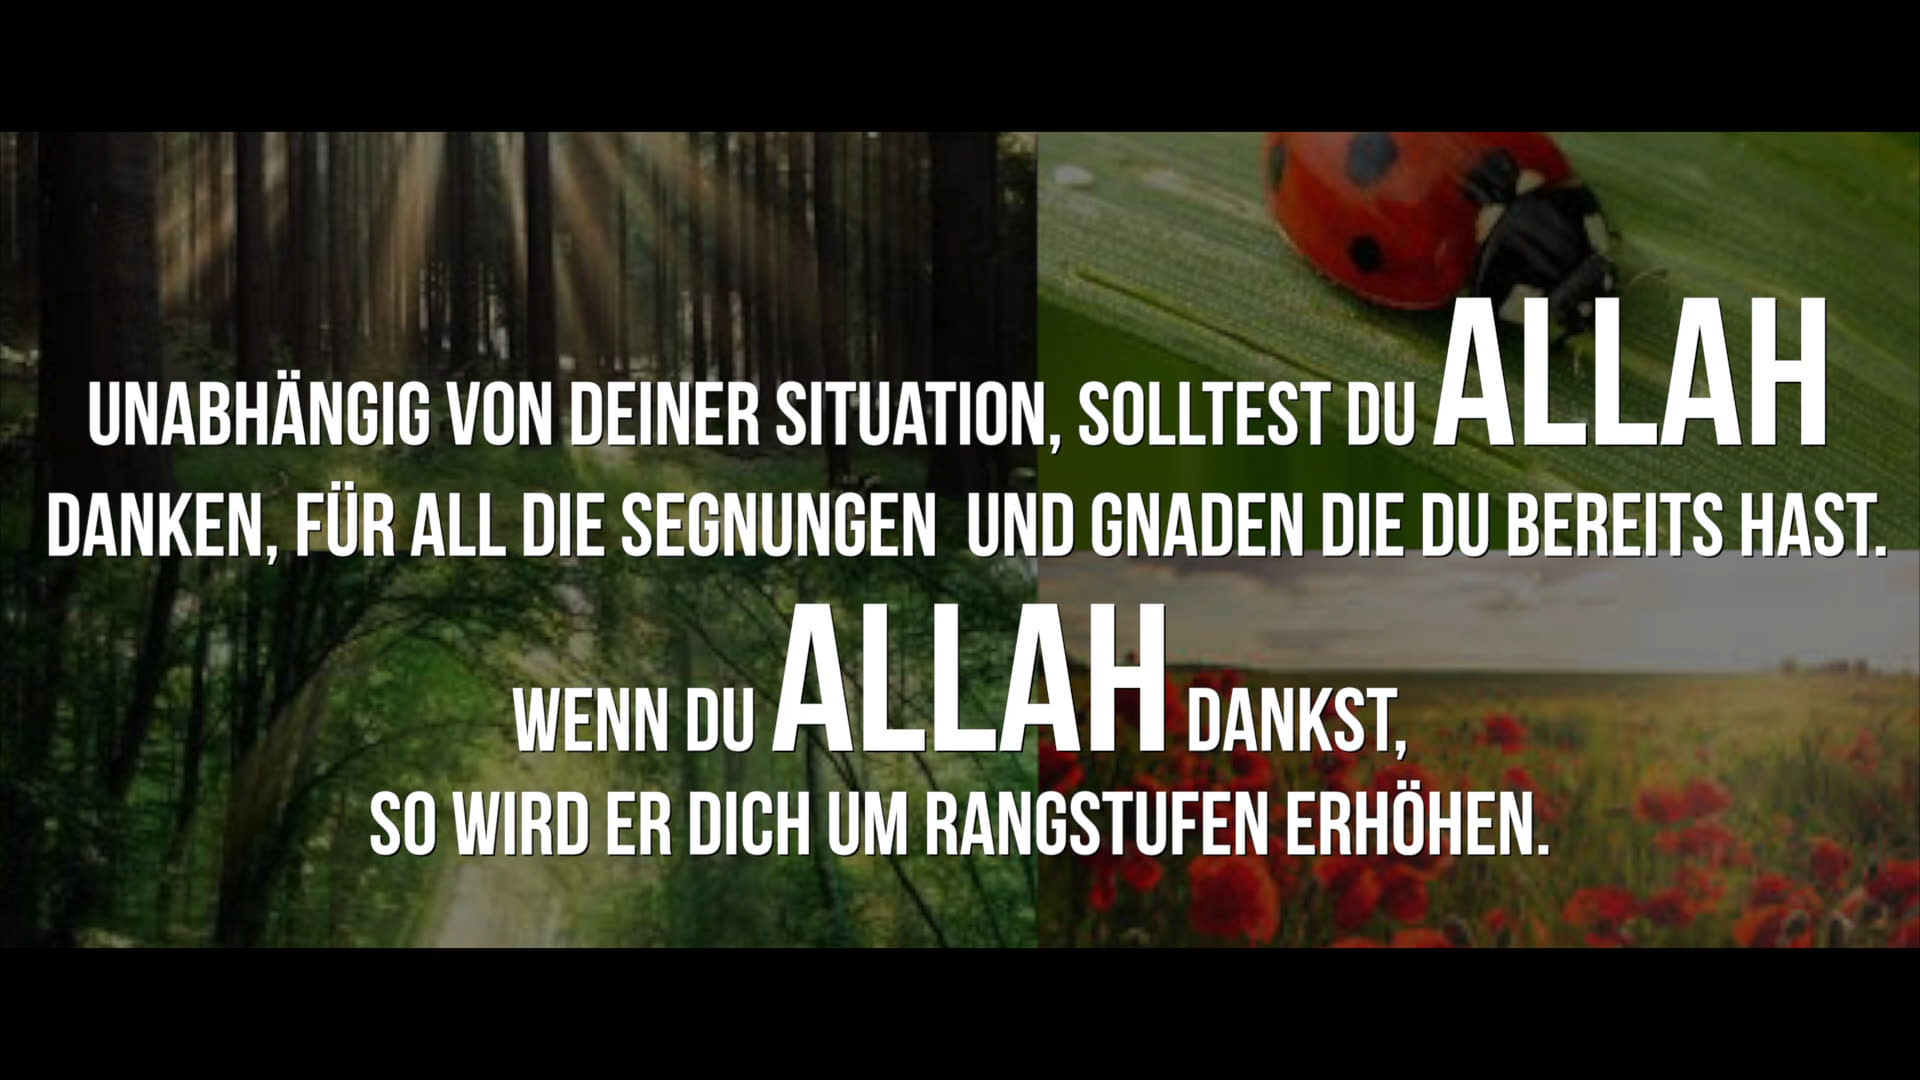 UNABHÄNGIG VON DEINER SITUATION, SOLLTEST DU ALLAH
DANKEN, FÜR ALL DIE SEGNUNGEN UND GNADEN DIE DU BEREITS HAST.
WENN DU ALLAH DANKST,
SO WIRD ER DICH UM RANGSTUFEN ERHÖHEN.